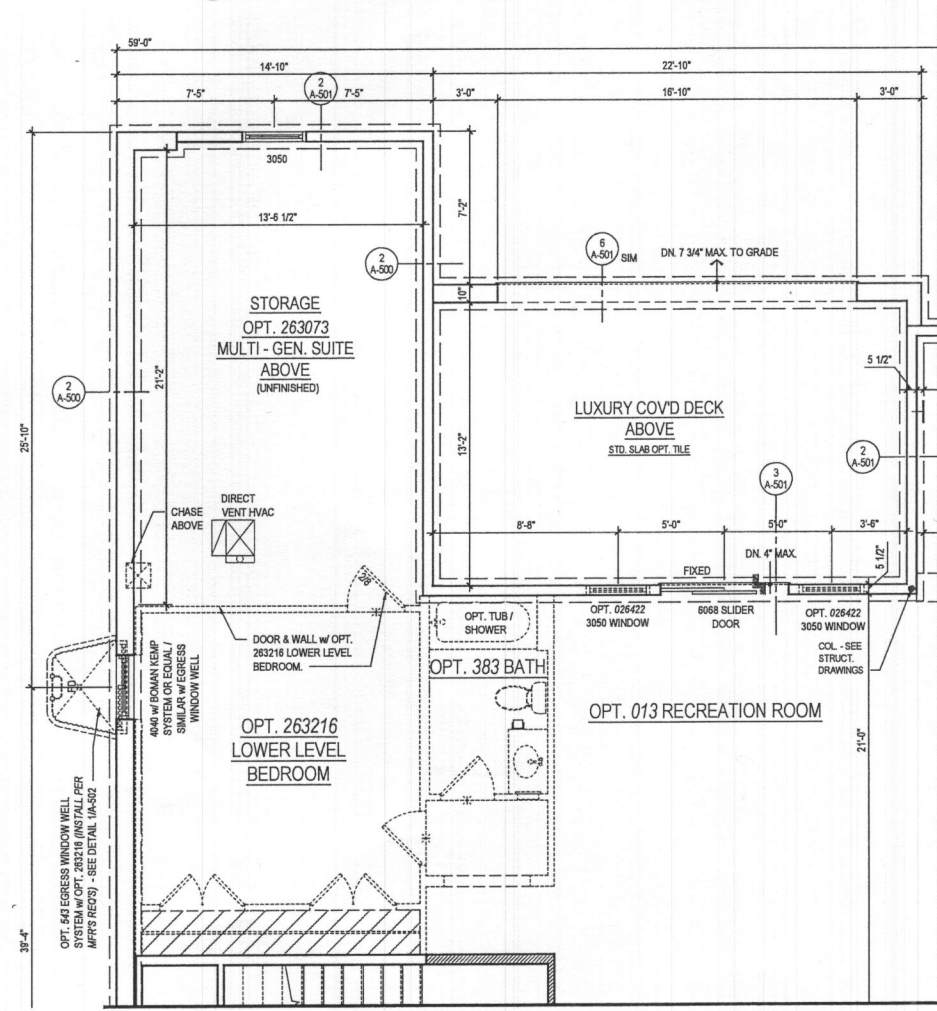 59'-0"
14'-10"
22'-10"
7'-5"
2
A-501
7'-5"
3'-0"
16'-10"
3'-0"
3050
13'-6 1/2"
7'-2"
2
A-500
6
A-501
SIM
DN. 7 3/4" MAX. TO GRADE
10"
STORAGE
OPT. 263073
MULTI - GEN. SUITE
ABOVE
(UNFINISHED)
21'-2"
2
A-500
5 1/2"
LUXURY COV'D DECK
ABOVE
STD. SLAB OPT. TILE
25'-10"
13'-2"
2
A-501
3
A-501
DIRECT
VENT HVAC
CHASE
ABOVE
8'-8"
5'-0"
5'-0"
3'-6"
DN. 4" MAX.
5 1/2"
FIXED
28
OPT. TUB /
SHOWER
OPT. 026422
3050 WINDOW
6068 SLIDER
DOOR
OPT. 026422
3050 WINDOW
DOOR & WALL w/ OPT.
263216 LOWER LEVEL
BEDROOM.
COL. - SEE
STRUCT.
DRAWINGS
4040 w/ BOMAN KEMP
SYSTEM OR EQUAL /
SIMILAR w/ EGRESS
WINDOW WELL
FD
OPT. 383 BATH
OPT. 263216
LOWER LEVEL
BEDROOM
OPT. 013 RECREATION ROOM
21'-0"
OPT. 543 EGRESS WINDOW WELL
SYSTEM w/ OPT. 263216 (INSTALL PER
MFR'S REQ'S) - SEE DETAIL 1/A-502
39'-4"